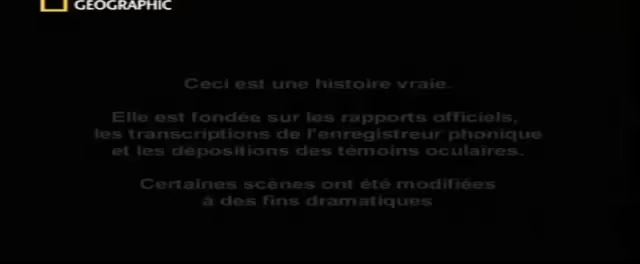 GEOGRAPHIC
Ceci est une histoire vraie.
Elle est fondée sur les rapports officiels,
les transcriptions de l'enregistreur phonique
et les dépositions des témoins oculaires.
Certaines scènes ont été modifiées
à des fins dramatiques